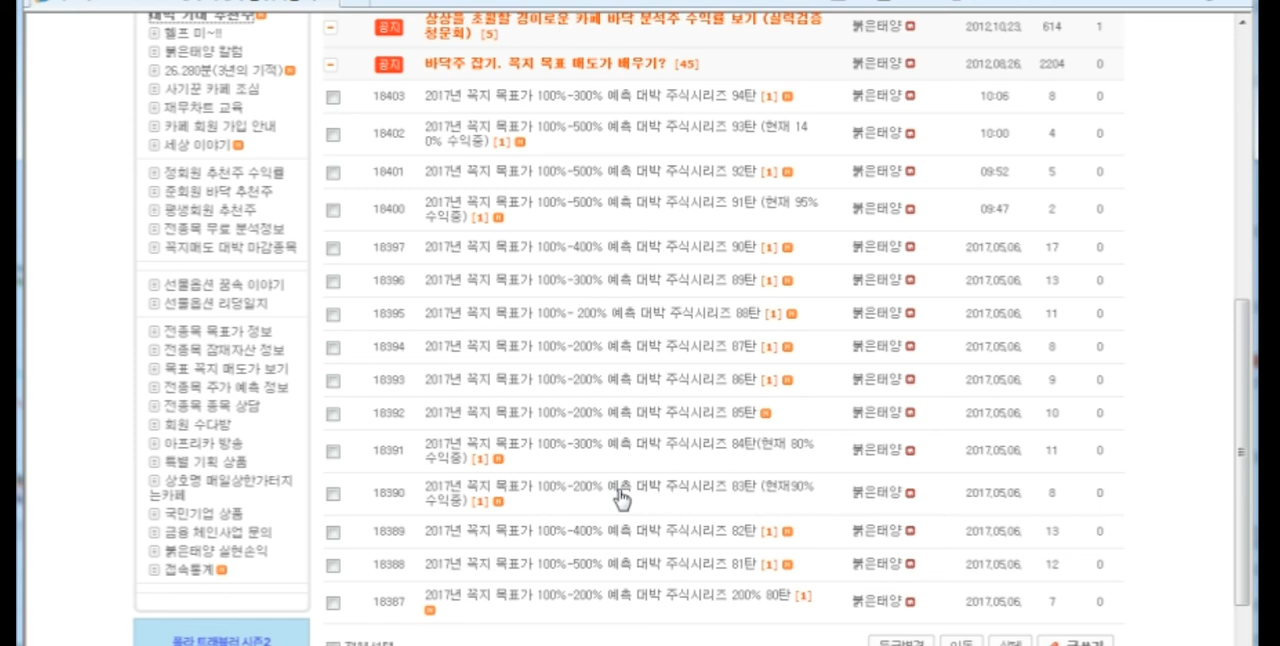 대박 기대 추천주
헬프 미~!!
붉은태양 칼럼
26.280분(3년의 기적)
사기꾼 카페 조심
재무차트 교육
카페 회원 가입 안내
세상 이야기
정회원 추천주 수익률
준회원 바닥 추천주
평생회원 추천주
전종목 무료 분석정보
꼭지매도 대박 마감종목
선물옵션 꿈속 이야기
선물옵션 리딩일지
전종목 목표가 정보
전종목 잠재자산 정보
목표 꼭지 매도가 보기
전종목 주가 예측 정보
전종목 종목 상담
회원 수다방
아프리카 방송
특별 기획 상품
상호명 매일상한가터지
는카페
국민기업 상품
금융 체인사업 문의
붉은태양 실현손익
접속통계
몰라 트래블러 시즌2
공지 상상을 초월할 경이로운 카페 바닥 분석주 수익률 보기 (실력검증 청문회) [5] 붉은태양 2012.10.23. 614 1
공지 바닥주 잡기. 꼭지 목표 매도가 배우기? [45] 붉은태양 2012.08.26. 2204 0
18403 2017년 꼭지 목표가 100%-300% 예측 대박 주식시리즈 94탄 [1] 붉은태양 10:06 8 0
18402 2017년 꼭지 목표가 100%-500% 예측 대박 주식시리즈 93탄 (현재 14
0% 수익중) [1] 붉은태양 10:00 4 0
18401 2017년 꼭지 목표가 100%-500% 예측 대박 주식시리즈 92탄 [1] 붉은태양 09:52 5 0
18400 2017년 꼭지 목표가 100%-500% 예측 대박 주식시리즈 91탄 (현재 95%
수익중) [1] 붉은태양 09:47 2 0
18397 2017년 꼭지 목표가 100%-400% 예측 대박 주식시리즈 90탄 [1] 붉은태양 2017.05.06. 17 0
18396 2017년 꼭지 목표가 100%-300% 예측 대박 주식시리즈 89탄 [1] 붉은태양 2017.05.06. 13 0
18395 2017년 꼭지 목표가 100%- 200% 예측 대박 주식시리즈 88탄 [1] 붉은태양 2017.05.06. 11 0
18394 2017년 꼭지 목표가 100%-200% 예측 대박 주식시리즈 87탄 [1] 붉은태양 2017.05.06. 8 0
18393 2017년 꼭지 목표가 100%-200% 예측 대박 주식시리즈 86탄 [1] 붉은태양 2017.05.06. 9 0
18392 2017년 꼭지 목표가 100%-200% 예측 대박 주식시리즈 85탄 붉은태양 2017.05.06. 10 0
18391 2017년 꼭지 목표가 100%-300% 예측 대박 주식시리즈 84탄(현재 80%
수익중) [1] 붉은태양 2017.05.06. 11 0
18390 2017년 꼭지 목표가 100%-200% 예측 대박 주식시리즈 83탄 (현재90%
수익중) [1] 붉은태양 2017.05.06. 8 0
18389 2017년 꼭지 목표가 100%-400% 예측 대박 주식시리즈 82탄 [1] 붉은태양 2017.05.06. 13 0
18388 2017년 꼭지 목표가 100%-500% 예측 대박 주식시리즈 81탄 [1] 붉은태양 2017.05.06. 12 0
18387 2017년 꼭지 목표가 100%-200% 예측 대박 주식시리즈 200% 80탄 [1] 붉은태양 2017.05.06. 7 0